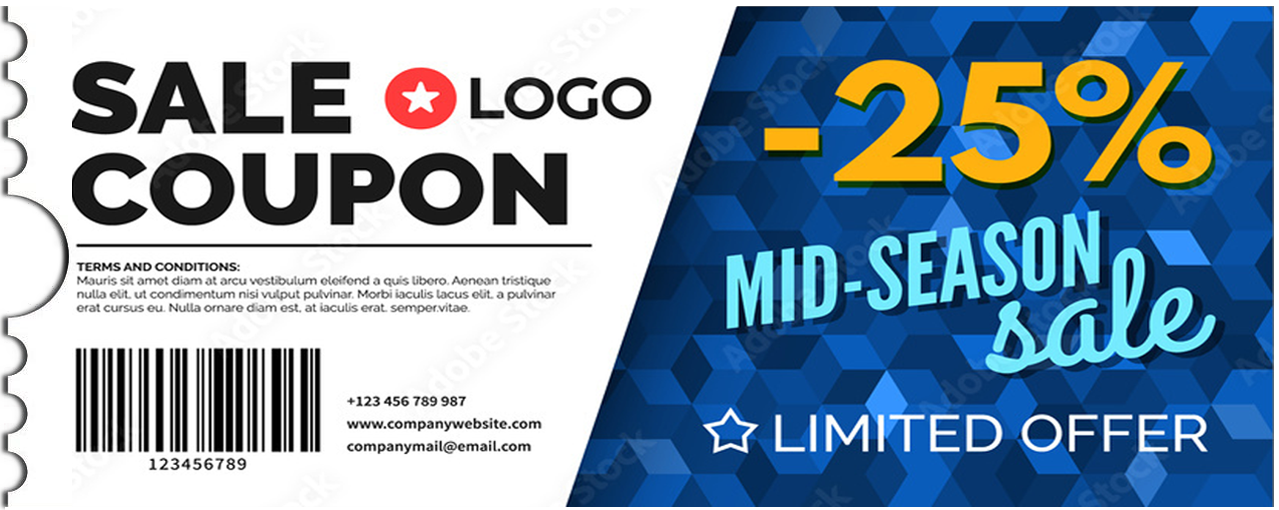 SALE
COUPON
LOGO
TERMS AND CONDITIONS:
Mauris sit amet diam at arcu vestibulum eleifend a quis libero. Aenean tristique
nulla elit, ut condimentum nisi vulput pulvinar. Morbi iaculis lacus elit, a pulvinar
erat cursus eu. Nulla ornare diam est, at iaculis erat. semper.vitae.
123456789
+123 456 789 987
www.companywebsite.com
companymail@email.com
-25%
MID-SEASON
sale
LIMITED OFFER
Adobe Stock